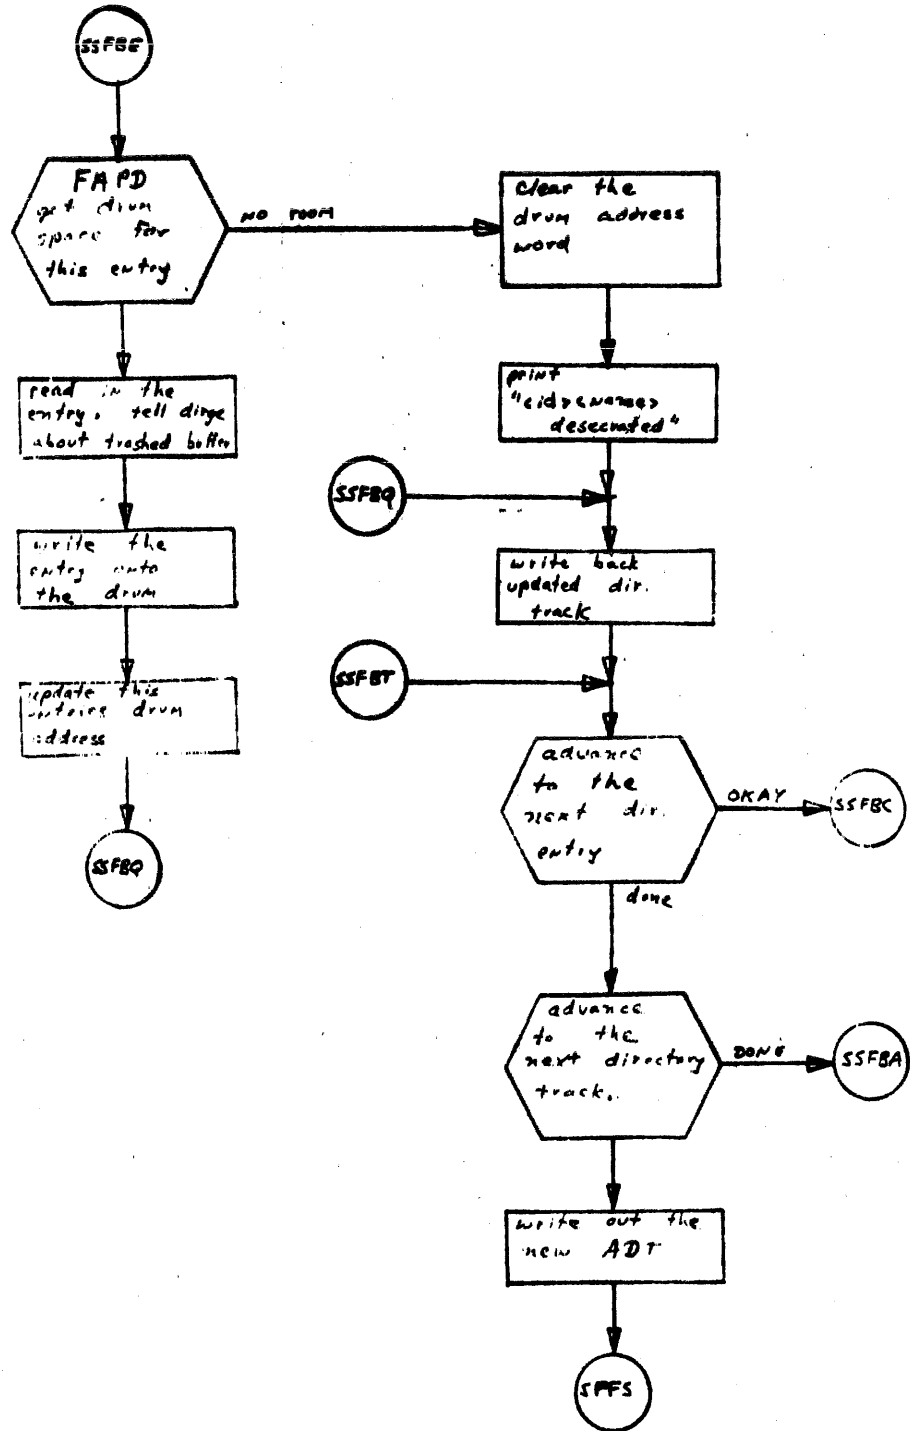 SSFBE
FAPD
get drum
space for
this entry
NO ROOM
clear the
drum address
word
read in the
entry. tell dirge
about trashed buffer
print
"<id><name>
desecrated"
SSFBQ
write the
entry onto
the drum
write back
updated dir.
track
SSFBT
update this
entries drum
address
SSFBQ
advance
to the
next dir.
entry
OKAY
SSFBC
done
advance
to the
next directory
track.
DONE
SSFBA
write out the
new ADT
SFFS